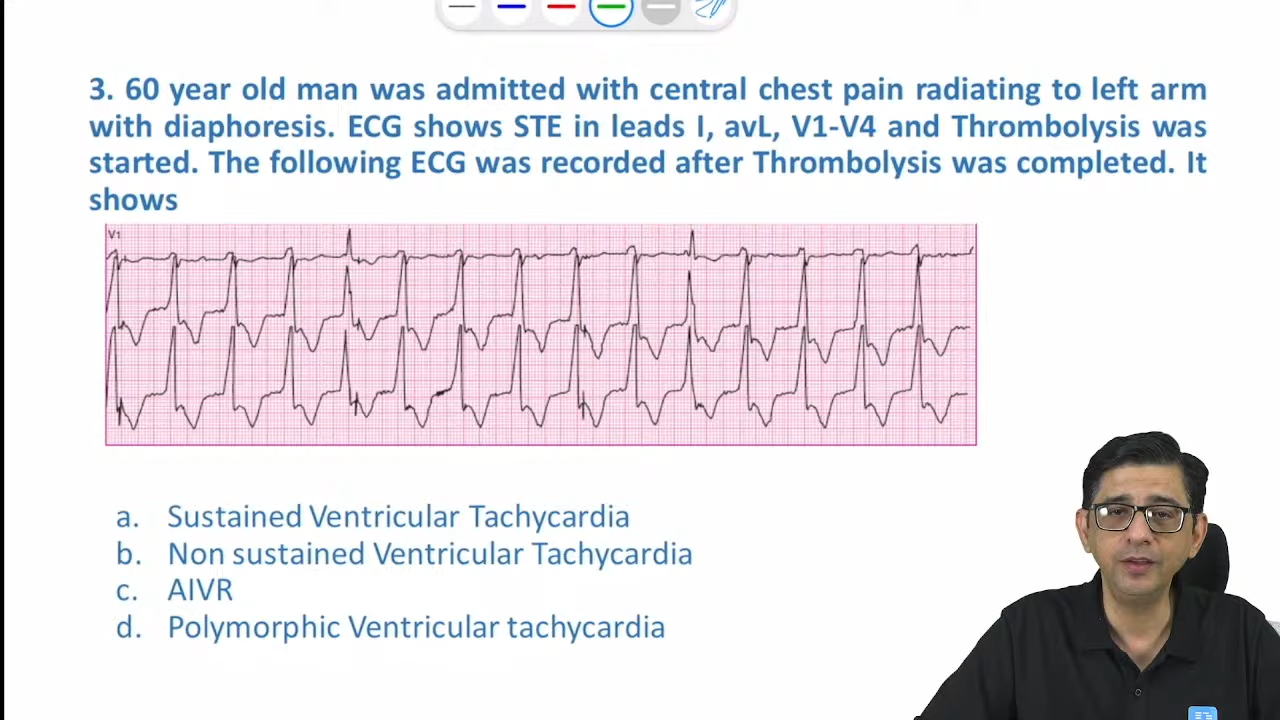 3. 60 year old man was admitted with central chest pain radiating to left arm
with diaphoresis. ECG shows STE in leads I, avL, V1-V4 and Thrombolysis was
started. The following ECG was recorded after Thrombolysis was completed. It
shows
V1
a. Sustained Ventricular Tachycardia
b. Non sustained Ventricular Tachycardia
c. AIVR
d. Polymorphic Ventricular tachycardia